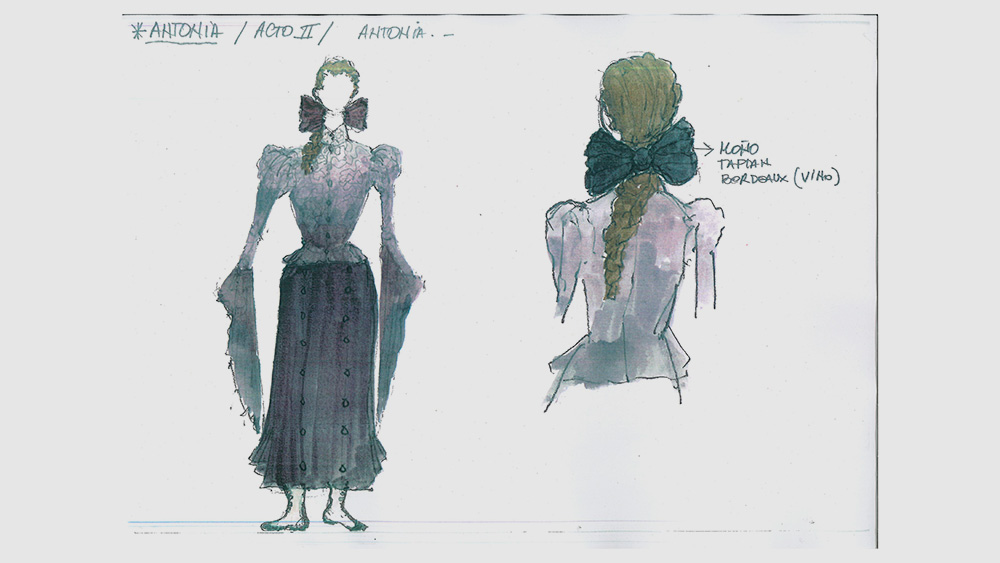 *ANTONIA / ACTO II / ANTONIA. -
→ MOÑO
TAPIAN
BORDEAUX (VINO)